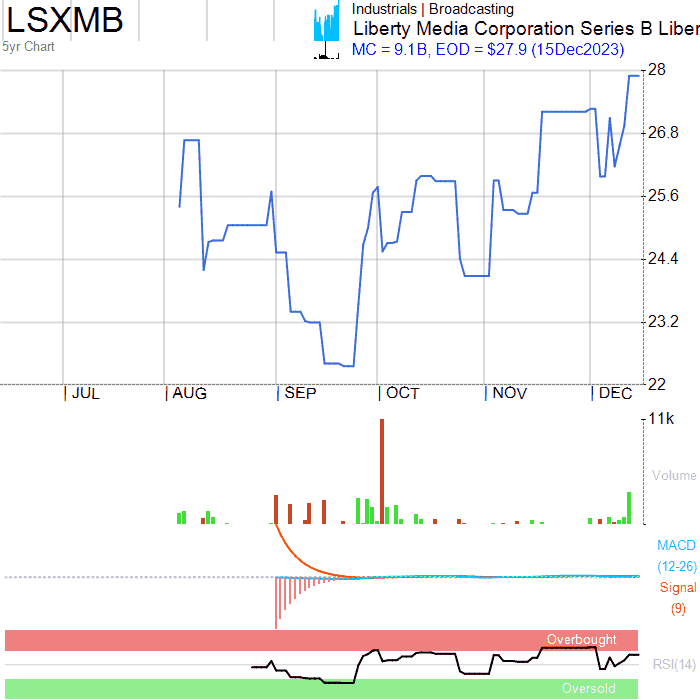 LSXMB
5yr Chart
Industrials | Broadcasting
Liberty Media Corporation Series B Liber
MC = 9.1B, EOD = $27.9 (15Dec2023)
28
26.8
25.6
24.4
23.2
22
| JUL | AUG | SEP | OCT | NOV | DEC
11k
Volume
MACD
(12-26)
Signal
(9)
Overbought
RSI(14)
Oversold